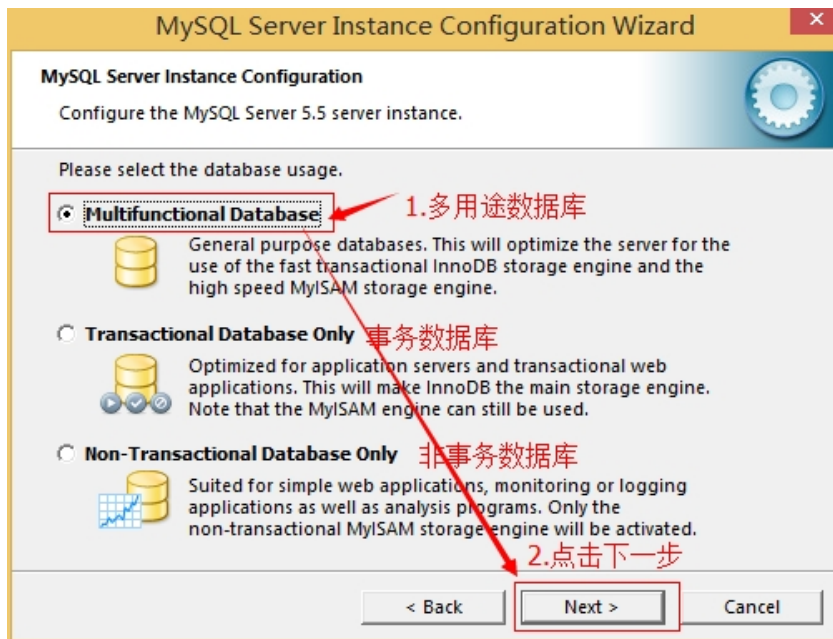 MySQL Server Instance Configuration Wizard
MySQL Server Instance Configuration
Configure the MySQL Server 5.5 server instance.
Please select the database usage.
Multifunctional Database
1.多用途数据库
General purpose databases. This will optimize the server for the
use of the fast transactional InnoDB storage engine and the
high speed MyISAM storage engine.
Transactional Database Only 事务数据库
Optimized for application servers and transactional web
applications. This will make InnoDB the main storage engine.
Note that the MyISAM engine can still be used.
Non-Transactional Database Only 非事务数据库
Suited for simple web applications, monitoring or logging
applications as well as analysis programs. Only the
non-transactional MyISAM storage engine will be activated.
2.点击下一步
< Back Next > Cancel